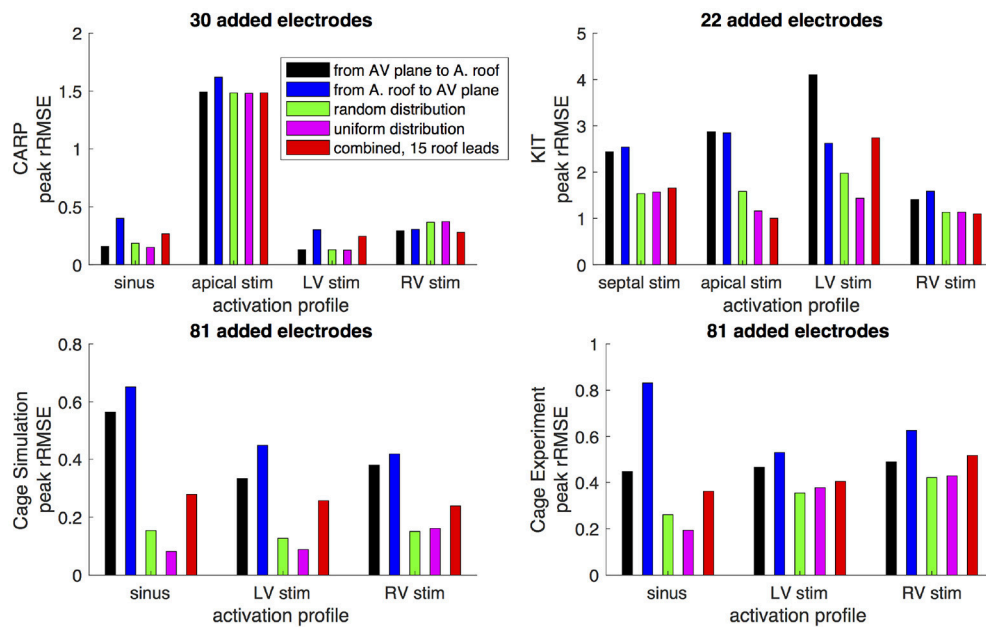 30 added electrodes
CARP
peak rRMSE
2
1.5
1
0.5
0
from AV plane to A. roof
from A. roof to AV plane
random distribution
uniform distribution
combined, 15 roof leads
sinus apical stim LV stim RV stim
activation profile
22 added electrodes
KIT
peak rRMSE
5
4
3
2
1
0
septal stim apical stim LV stim RV stim
activation profile
81 added electrodes
Cage Simulation
peak rRMSE
0.8
0.6
0.4
0.2
0
sinus LV stim RV stim
activation profile
81 added electrodes
Cage Experiment
peak rRMSE
1
0.8
0.6
0.4
0.2
0
sinus LV stim RV stim
activation profile